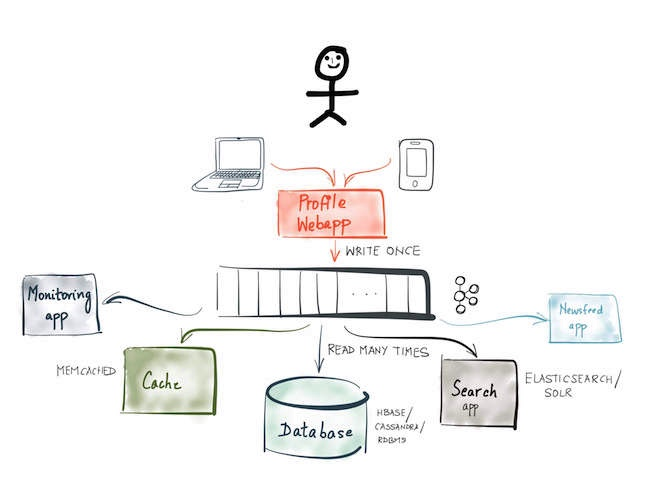 Profile
Webapp
WRITE ONCE
...
Monitoring
app
Newsfeed
app
MEMCACHED
Cache
READ MANY TIMES
Database
HBASE/
CASSANDRA/
RDBMS
Search
app
ELASTICSEARCH/
SOLR